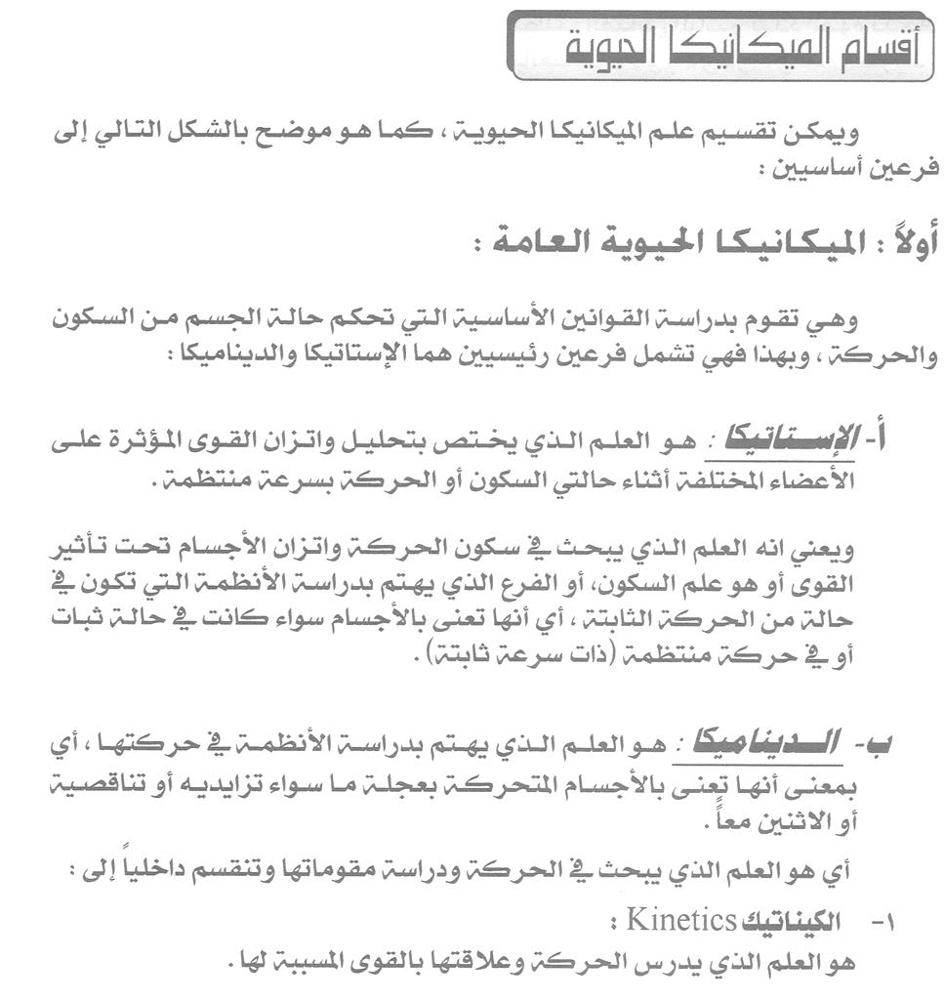 أقسام الميكانيكا الحيوية
ويمكن تقسيم علم الميكانيكا الحيوية ، كما هو موضح بالشكل التالي إلى
فرعين أساسيين :
أولاً : الميكانيكا الحيوية العامة :
وهي تقوم بدراسة القوانين الأساسية التي تحكم حالة الجسم من السكون
والحركة ، وبهذا فهي تشمل فرعين رئيسيين هما الإستاتيكا والديناميكا :
أ- الإستاتيكا : هو العلم الذي يختص بتحليل واتزان القوى المؤثرة على
الأعضاء المختلفة أثناء حالتي السكون أو الحركة بسرعة منتظمة .
ويعني انه العلم الذي يبحث في سكون الحركة واتزان الأجسام تحت تأثير
القوى أو هو علم السكون، أو الفرع الذي يهتم بدراسة الأنظمة التي تكون في
حالة من الحركة الثابتة ، أي أنها تعنى بالأجسام سواء كانت في حالة ثبات
أو في حركة منتظمة (ذات سرعة ثابتة) .
ب- الديناميكا : هو العلم الذي يهتم بدراسة الأنظمة في حركتها ، أي
بمعنى أنها تعنى بالأجسام المتحركة بعجلة ما سواء تزايديه أو تناقصية
أو الاثنين معاً .
أي هو العلم الذي يبحث في الحركة ودراسة مقوماتها وتنقسم داخلياً إلى :
١- الكيناتيك Kinetics :
هو العلم الذي يدرس الحركة وعلاقتها بالقوى المسببة لها .